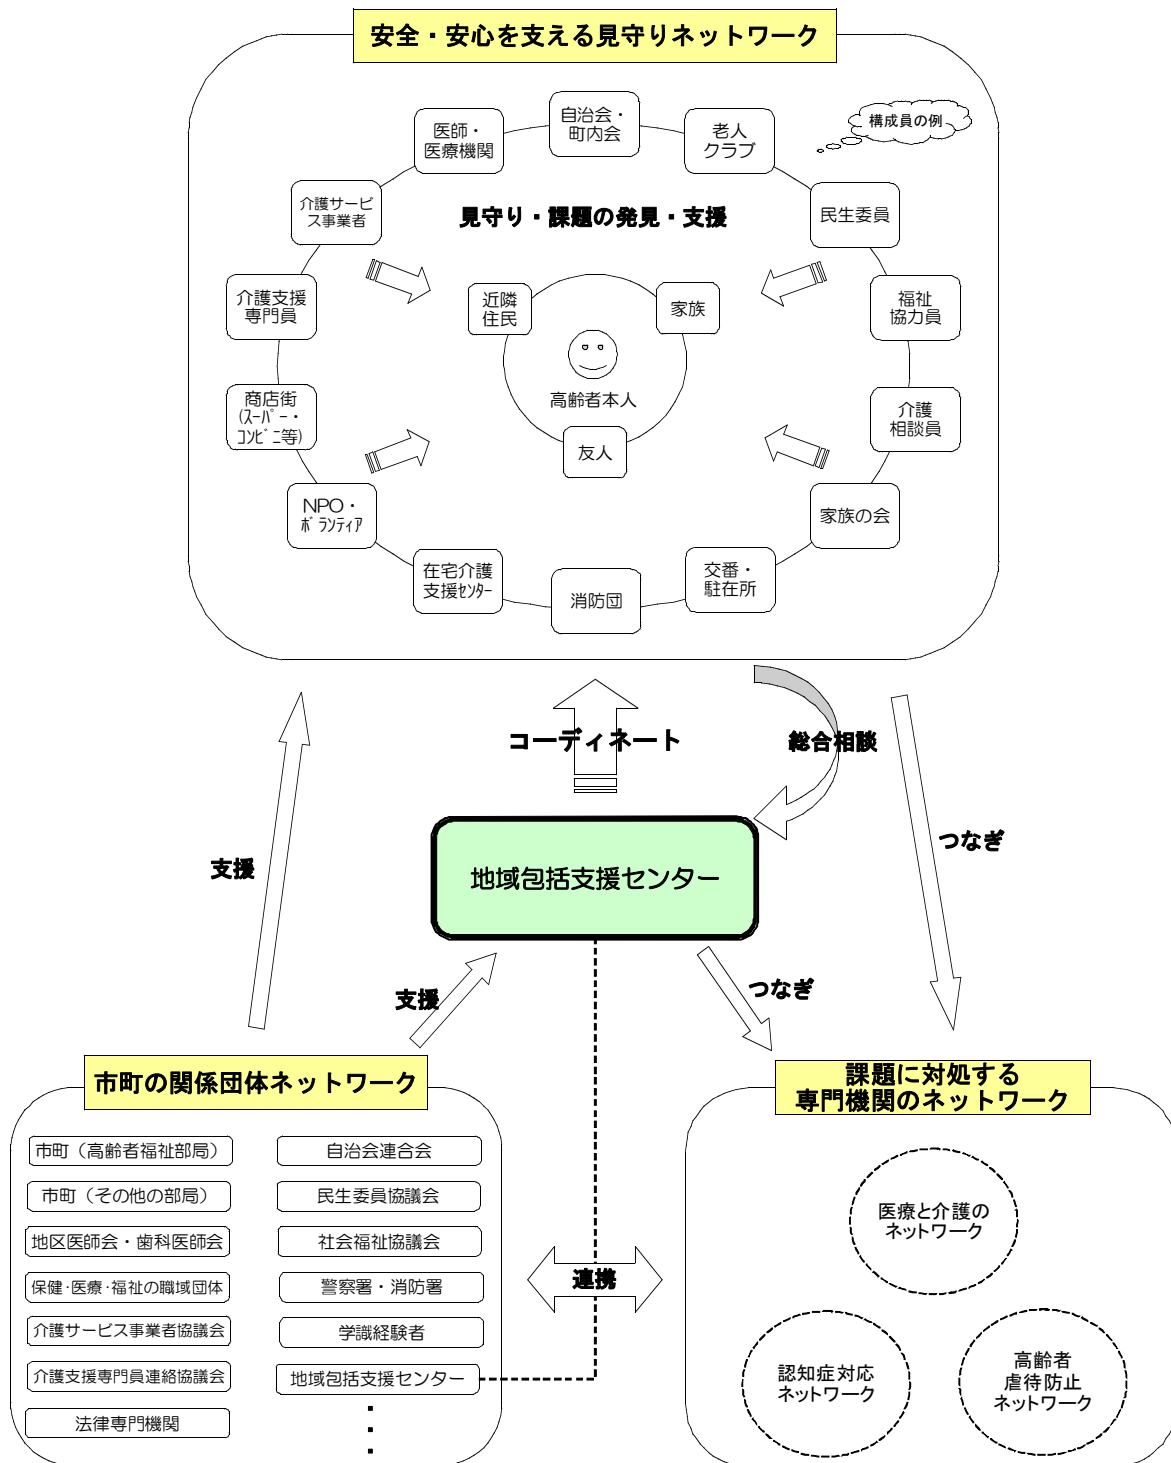 安全・安心を支える見守りネットワーク
構成員の例
自治会・
町内会
医師・
医療機関
老人
クラブ
介護サービ
ス事業者
民生委員
見守り・課題の発見・支援
介護支援
専門員
近隣
住民
家族
福祉
協力員
高齢者本人
商店街
(ｽｰﾊﾟｰ・
ｺﾝﾋﾞﾆ等)
介護
相談員
友人
NPO・
ﾎﾞﾗﾝﾃｨｱ
家族の会
在宅介護
支援ｾﾝﾀｰ
消防団
交番・
駐在所
コーディネート
総合相談
支援
つなぎ
地域包括支援センター
支援
つなぎ
市町の関係団体ネットワーク
市町（高齢者福祉部局）
市町（その他の部局）
地区医師会・歯科医師会
保健・医療・福祉の職域団体
介護サービス事業者協議会
介護支援専門員連絡協議会
法律専門機関
自治会連合会
民生委員協議会
社会福祉協議会
警察署・消防署
学識経験者
地域包括支援センター
・
・
・
連携
課題に対処する
専門機関のネットワーク
医療と介護の
ネットワーク
認知症対応
ネットワーク
高齢者
虐待防止
ネットワーク